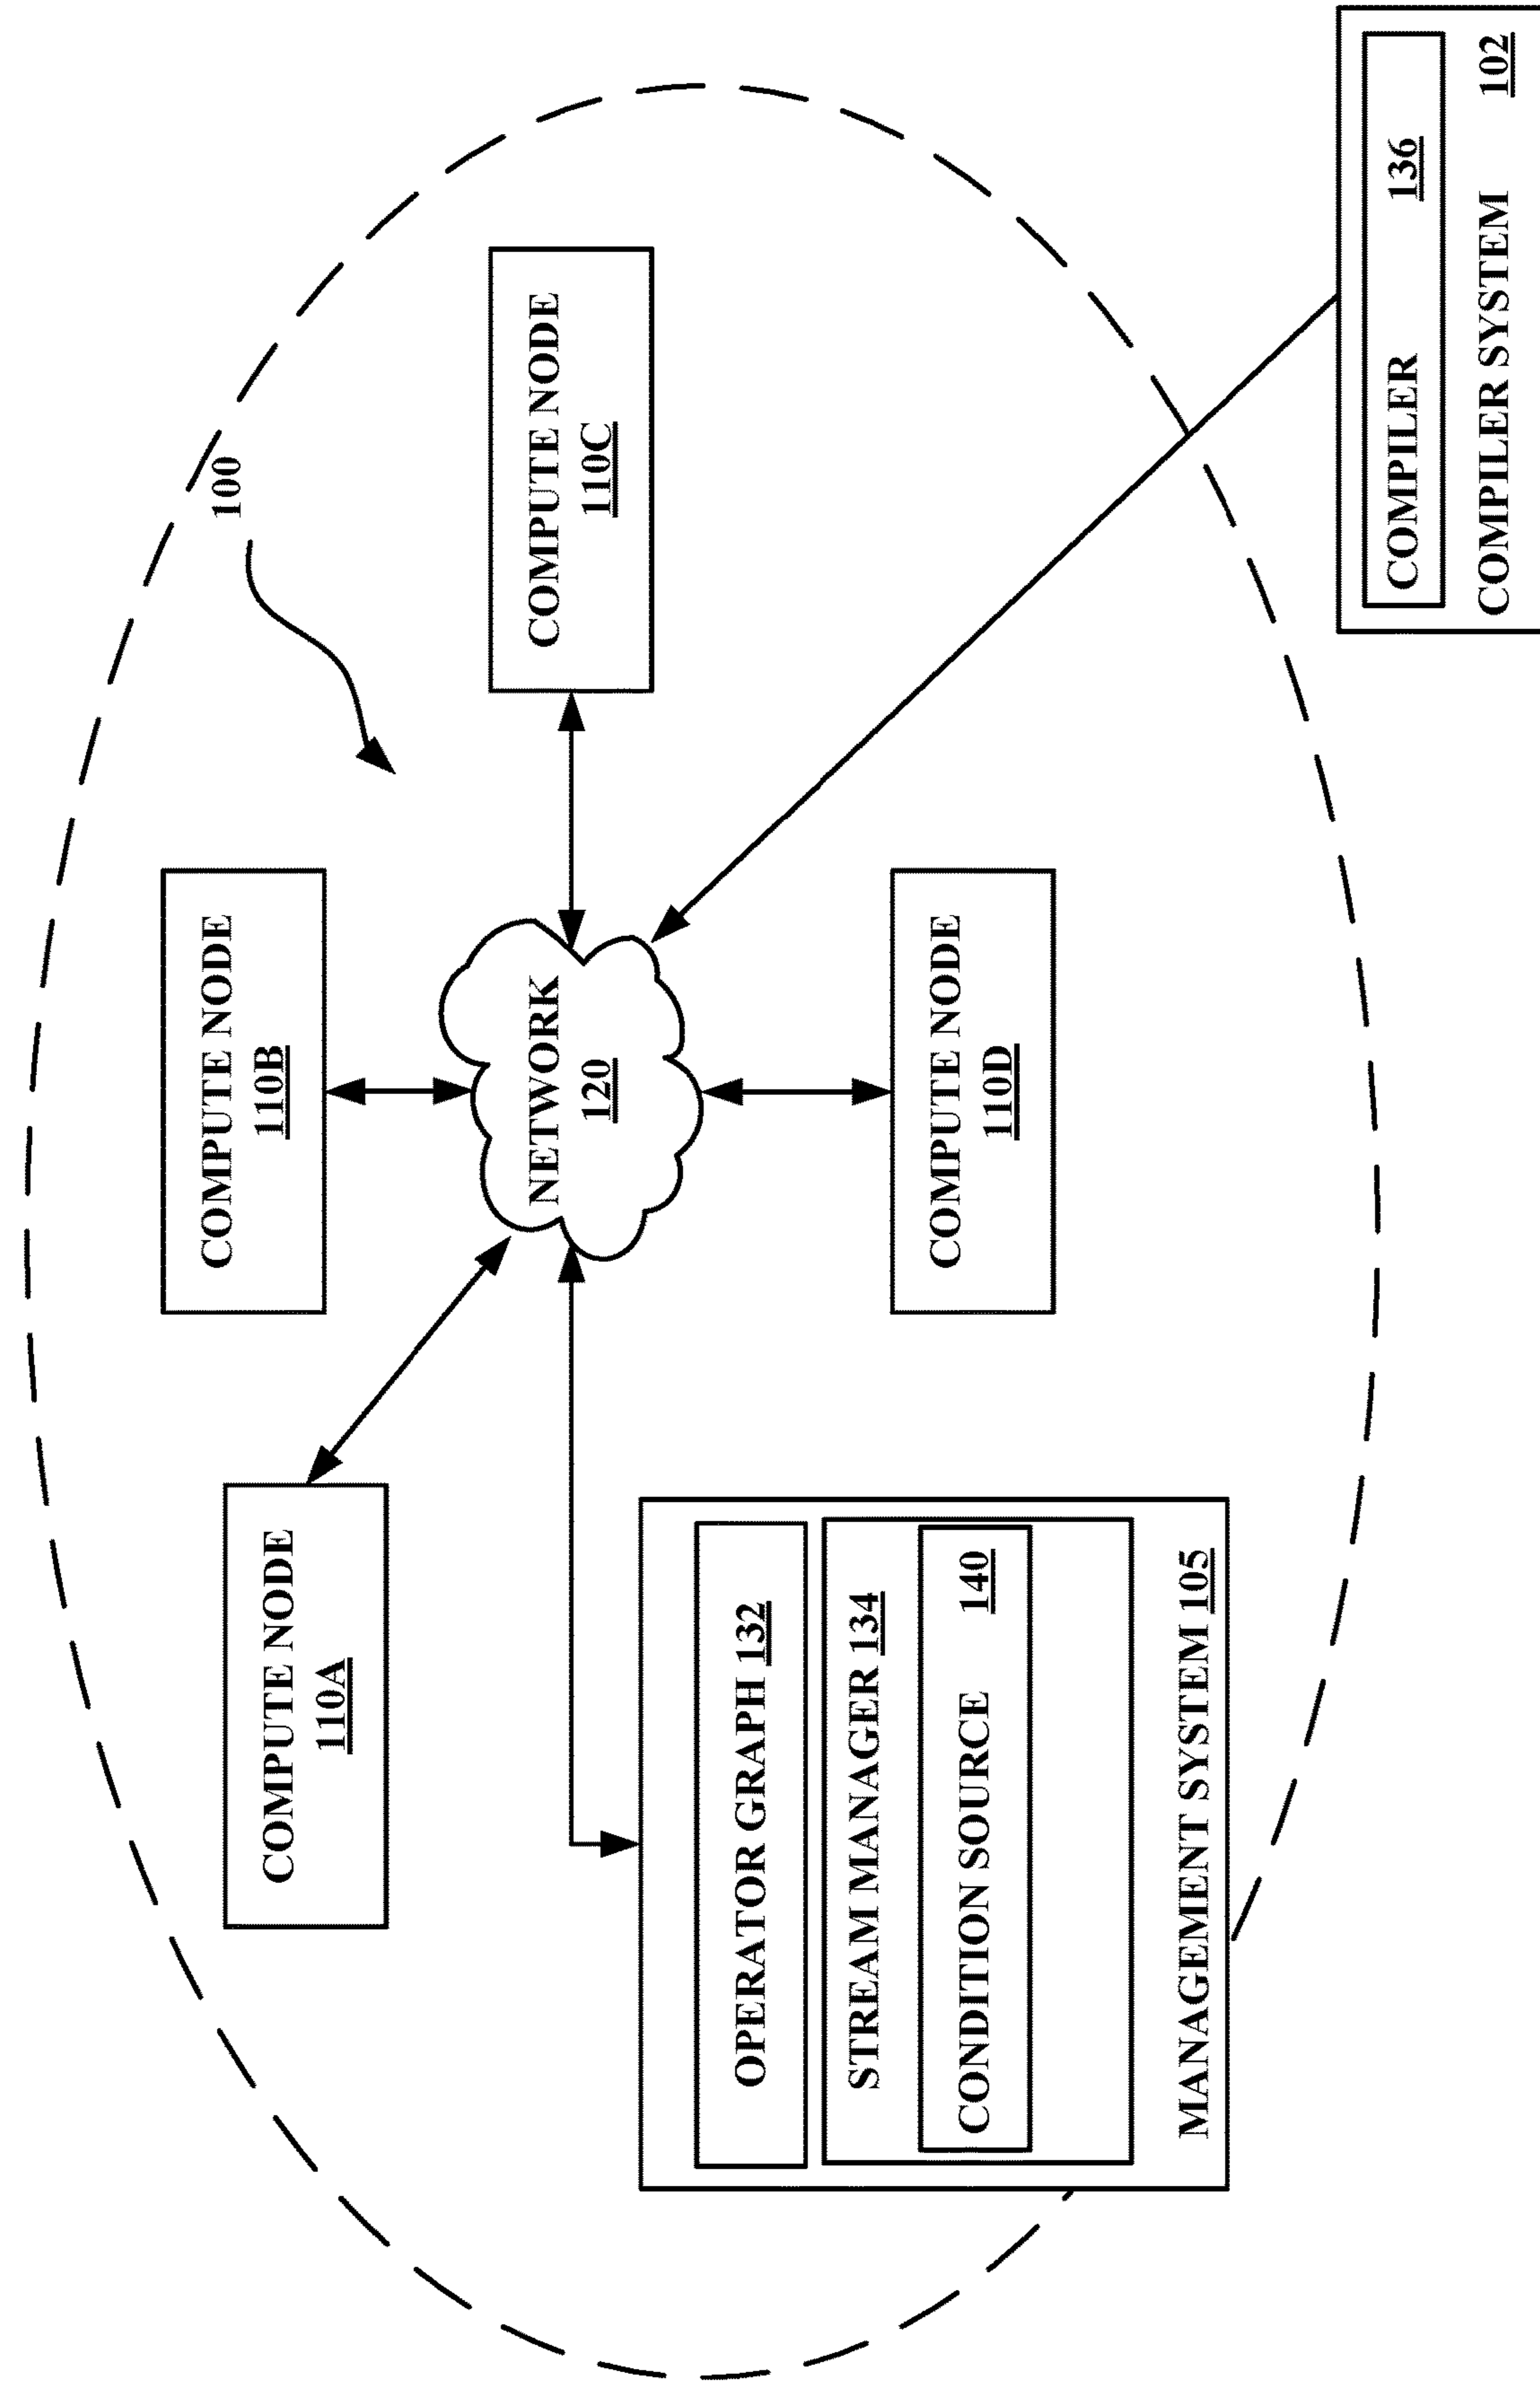 100
COMPUTE NODE
110A
COMPUTE NODE
110B
COMPUTE NODE
110C
NETWORK
120
COMPUTE NODE
110D
OPERATOR GRAPH 132
STREAM MANAGER 134
CONDITION SOURCE 140
MANAGEMENT SYSTEM 105
COMPILER 136
COMPILER SYSTEM 102